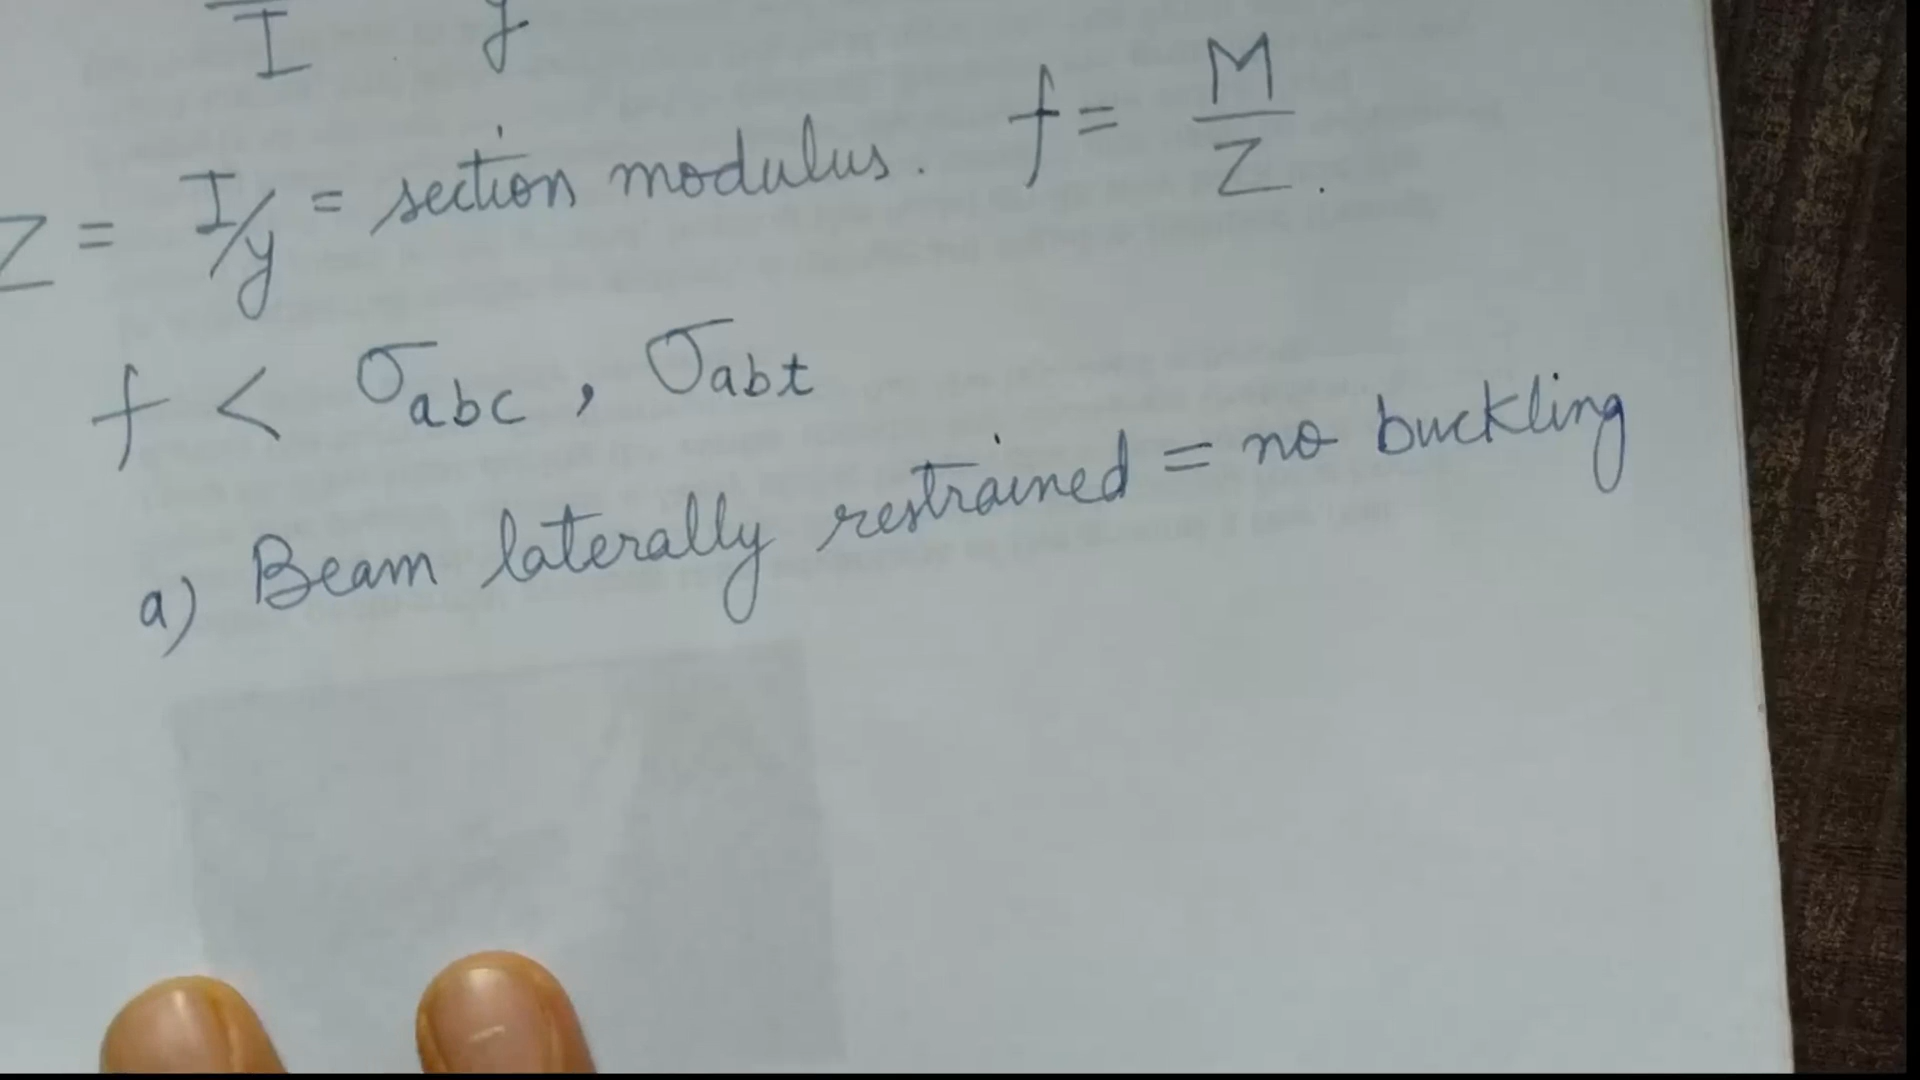 I y
Z = I/y = section modulus. f = M/Z.
f < σabc, σabt
a) Beam laterally restrained = no buckling